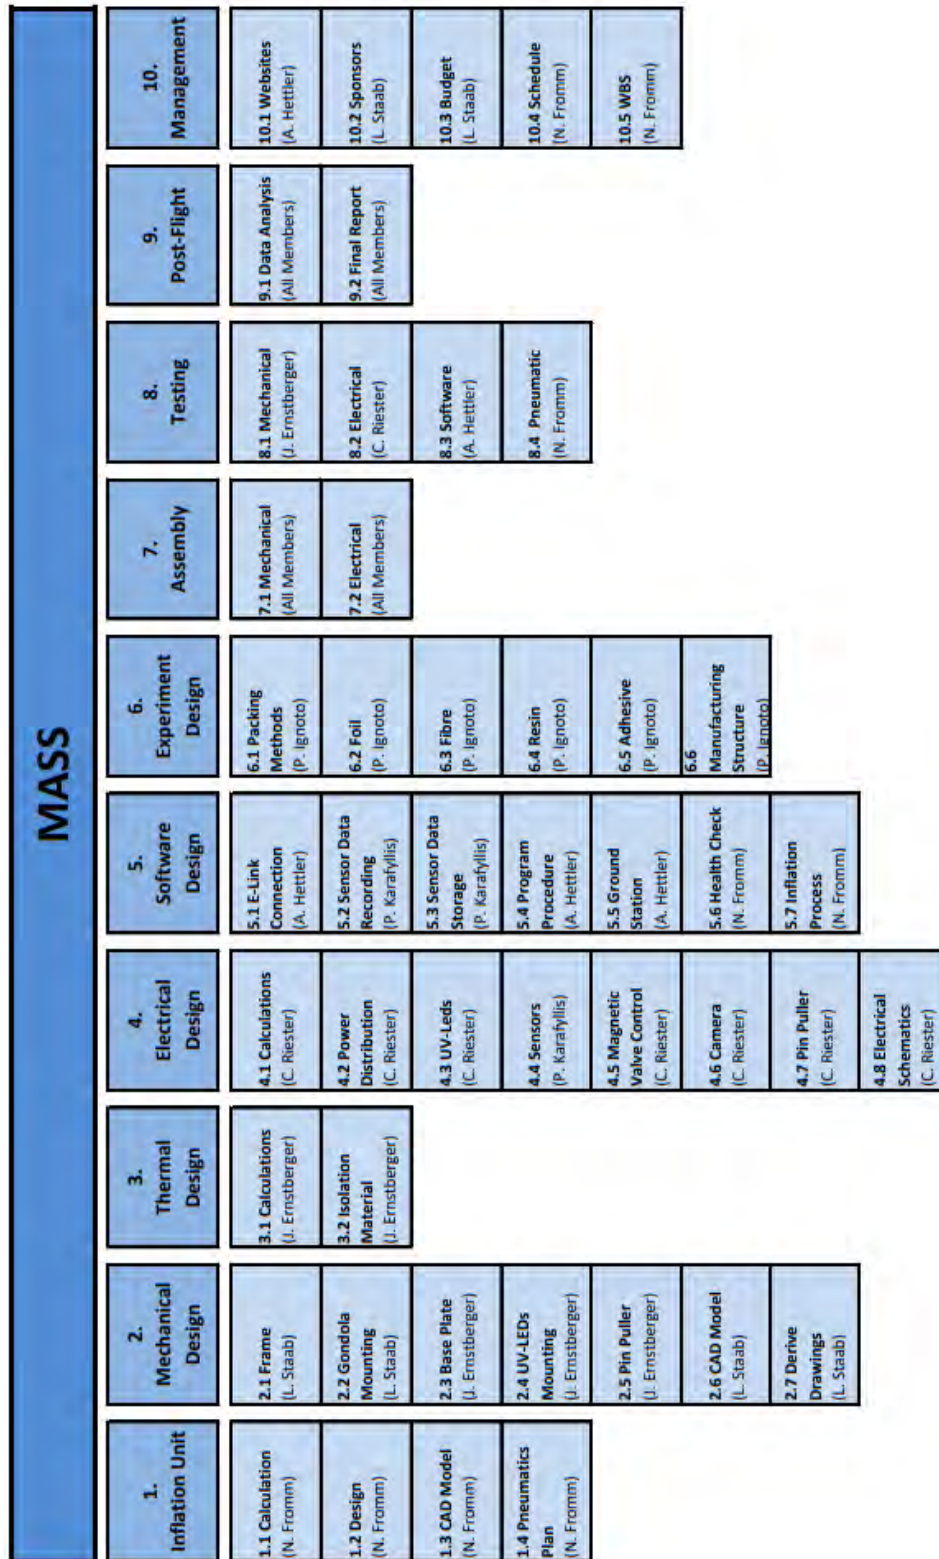 MASS
1.
Inflation Unit
1.1 Calculation
(N. Fromm)
1.2 Design
(N. Fromm)
1.3 CAD Model
(N. Fromm)
1.4 Pneumatics
Plan
(N. Fromm)
2.
Mechanical
Design
2.1 Frame
(L. Staab)
2.2 Gondola
Mounting
(L. Staab)
2.3 Base Plate
(J. Ernstberger)
2.4 UV-LEDs
Mounting
(J. Ernstberger)
2.5 Pin Puller
(J. Ernstberger)
2.6 CAD Model
(L. Staab)
2.7 Derive
Drawings
(L. Staab)
3.
Thermal
Design
3.1 Calculations
(J. Ernstberger)
3.2 Isolation
Material
(J. Ernstberger)
4.
Electrical
Design
4.1 Calculations
(C. Riester)
4.2 Power
Distribution
(C. Riester)
4.3 UV-Leds
(C. Riester)
4.4 Sensors
(P. Karafyllis)
4.5 Magnetic
Valve Control
(C. Riester)
4.6 Camera
(C. Riester)
4.7 Pin Puller
(C. Riester)
4.8 Electrical
Schematics
(C. Riester)
5.
Software
Design
5.1 E-Link
Connection
(A. Hettler)
5.2 Sensor Data
Recording
(P. Karafyllis)
5.3 Sensor Data
Storage
(P. Karafyllis)
5.4 Program
Procedure
(A. Hettler)
5.5 Ground
Station
(A. Hettler)
5.6 Health Check
(N. Fromm)
5.7 Inflation
Process
(N. Fromm)
6.
Experiment
Design
6.1 Packing
Methods
(P. Ignoto)
6.2 Foil
(P. Ignoto)
6.3 Fibre
(P. Ignoto)
6.4 Resin
(P. Ignoto)
6.5 Adhesive
(P. Ignoto)
6.6
Manufacturing
Structure
(P. Ignoto)
7.
Assembly
7.1 Mechanical
(All Members)
7.2 Electrical
(All Members)
8.
Testing
8.1 Mechanical
(J. Ernstberger)
8.2 Electrical
(C. Riester)
8.3 Software
(A. Hettler)
8.4. Pneumatic
(N. Fromm)
9.
Post-Flight
9.1 Data Analysis
(All Members)
9.2 Final Report
(All Members)
10.
Management
10.1 Websites
(A. Hettler)
10.2 Sponsors
(L. Staab)
10.3 Budget
(L. Staab)
10.4 Schedule
(N. Fromm)
10.5 WBS
(N. Fromm)